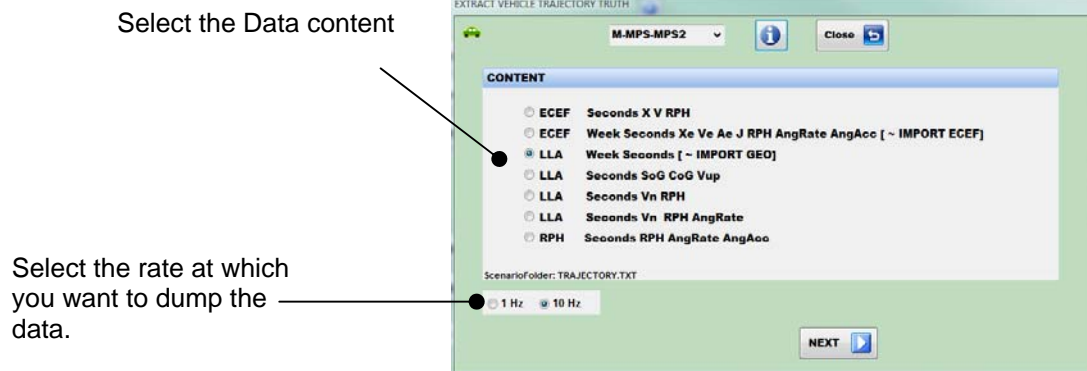 Select the Data content
EXTRACT VEHICLE TRAJECTORY TRUTH
M-MPS-MPS2
Close
CONTENT
ECEF Seconds X V RPH
ECEF Week Seconds Xe Ve Ae J RPH AngRate AngAcc [ ~ IMPORT ECEF]
LLA Week Seconds [ ~ IMPORT GEO]
LLA Seconds SoG CoG Vup
LLA Seconds Vn RPH
LLA Seconds Vn RPH AngRate
RPH Seconds RPH AngRate AngAcc
ScenarioFolder: TRAJECTORY.TXT
Select the rate at which
you want to dump the
data.
1 Hz 10 Hz
NEXT